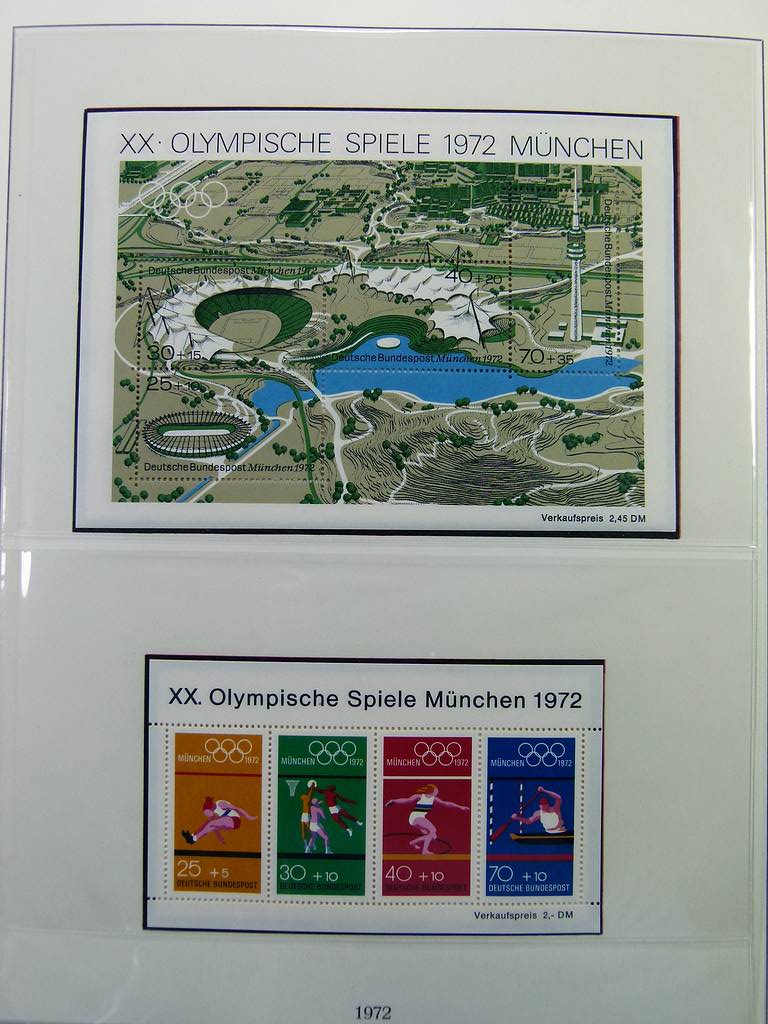 XX· OLYMPISCHE SPIELE 1972 MÜNCHEN
Deutsche Bundespost München 1972
40+20
30+15
Deutsche Bundespost München 1972
70+35
Deutsche Bundespost München 1972
25+10
Deutsche Bundespost München 1972
Verkaufspreis 2,45 DM
XX. Olympische Spiele München 1972
MÜNCHEN 1972
25 +5
DEUTSCHE BUNDESPOST
MÜNCHEN 1972
30 +10
DEUTSCHE BUNDESPOST
MÜNCHEN 1972
40 +10
DEUTSCHE BUNDESPOST
MÜNCHEN 1972
70 +10
DEUTSCHE BUNDESPOST
Verkaufspreis 2,- DM
1972